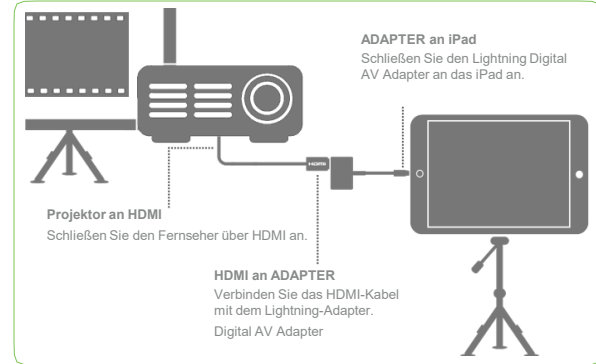 ADAPTER an iPad
Schließen Sie den Lightning Digital
AV Adapter an das iPad an.
HDMI
Projektor an HDMI
Schließen Sie den Fernseher über HDMI an.
HDMI an ADAPTER
Verbinden Sie das HDMI-Kabel
mit dem Lightning-Adapter.
Digital AV Adapter